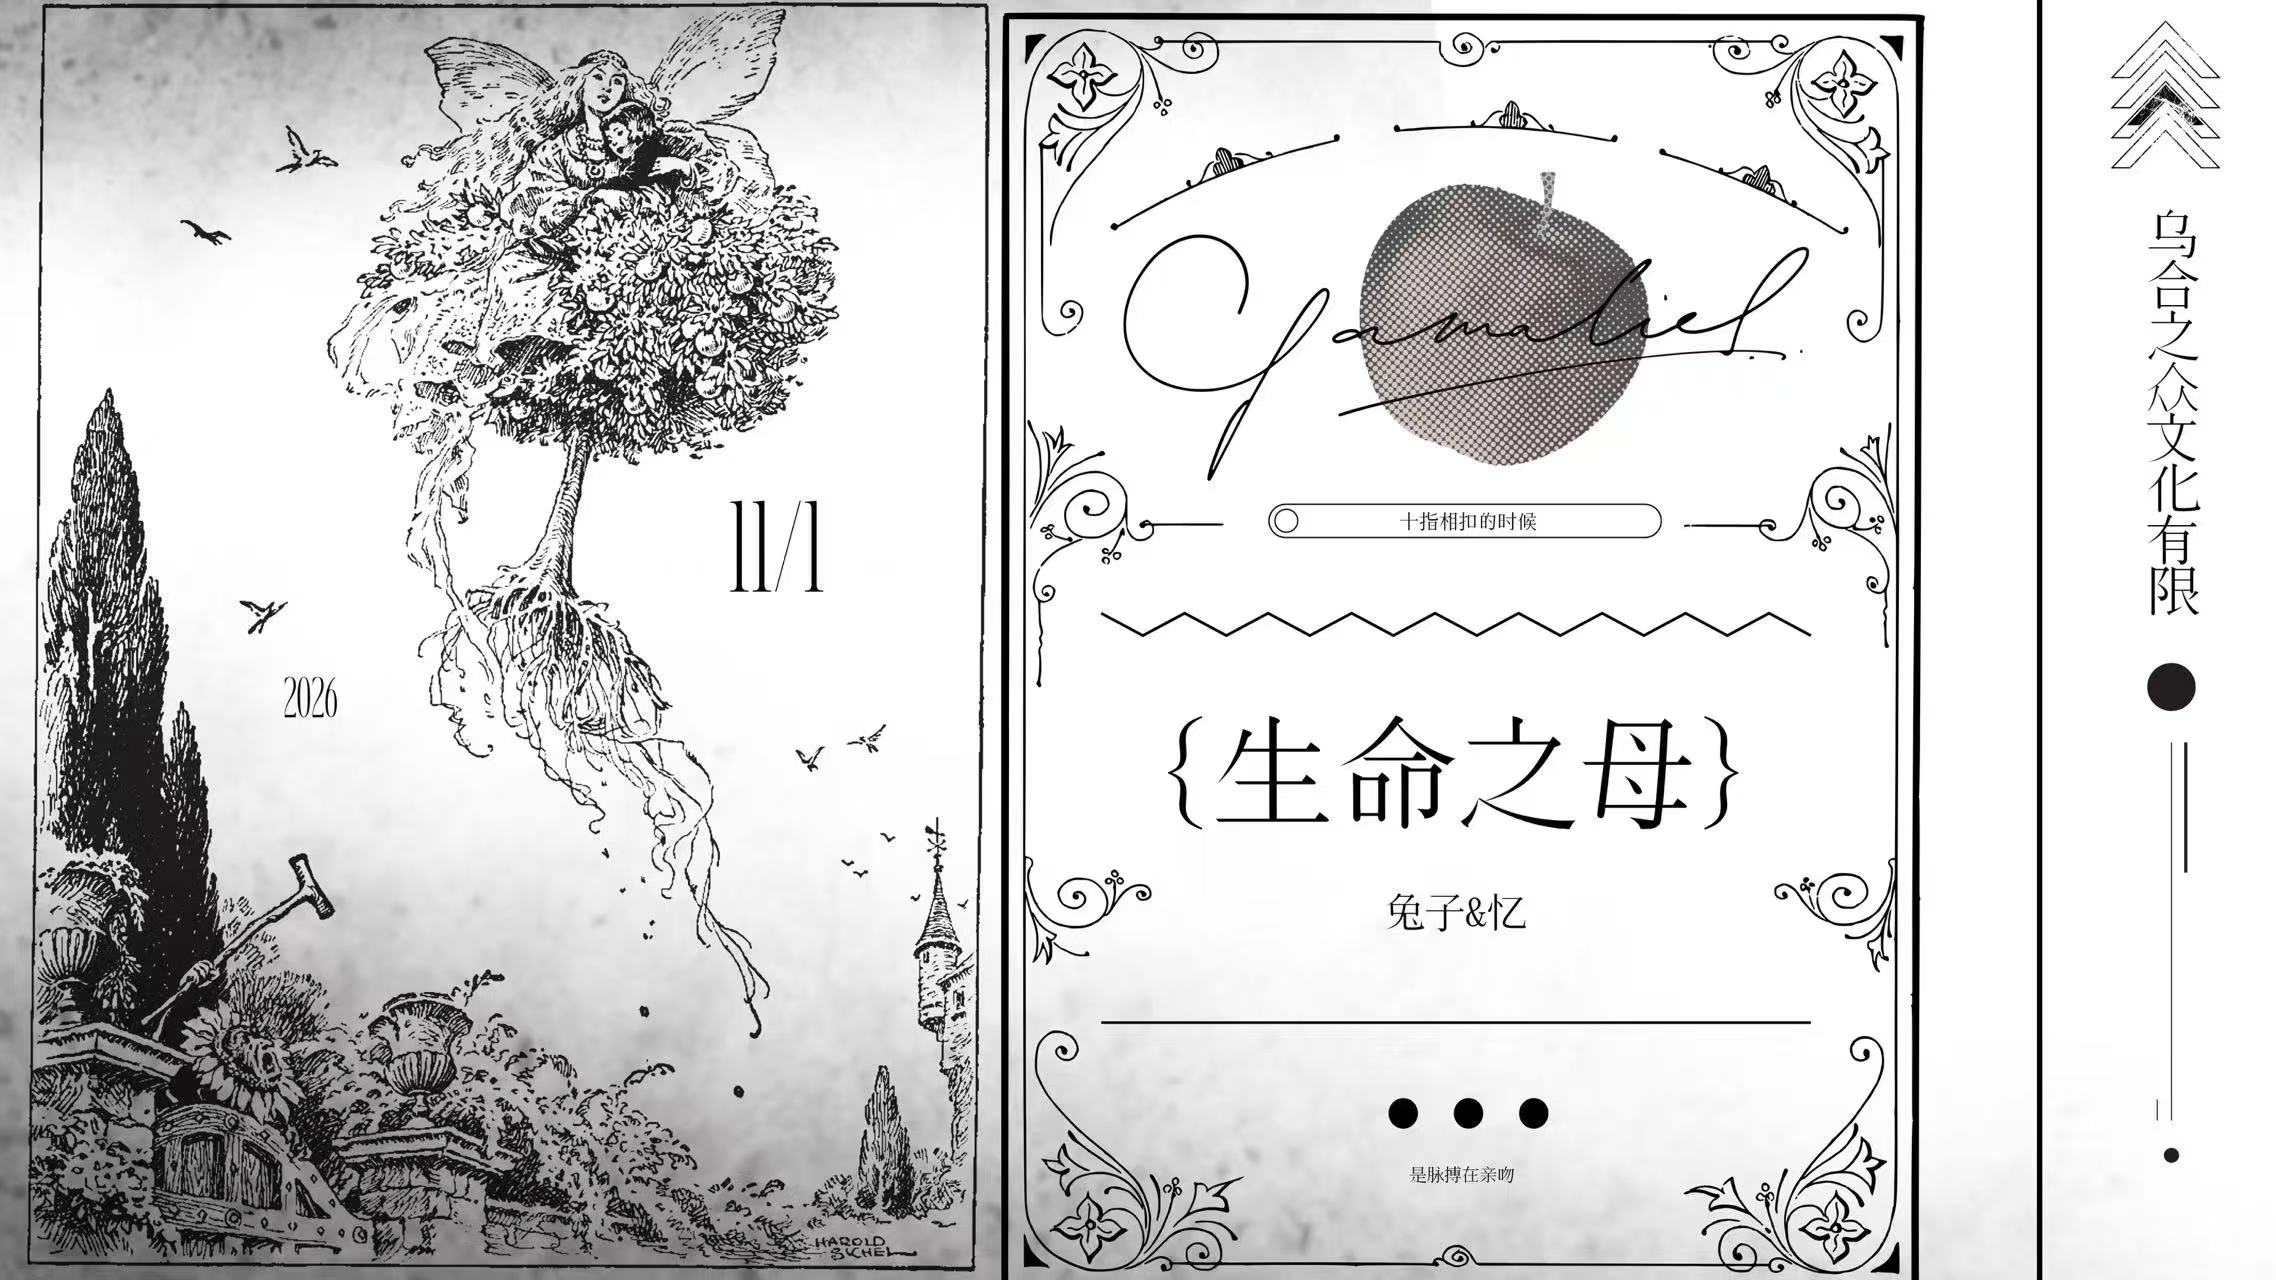 11/1
2026
HAROLD
SICHEL
Gamaliel
十指相扣的时候
{生命之母}
兔子&忆
是脉搏在亲吻
乌合之众文化有限